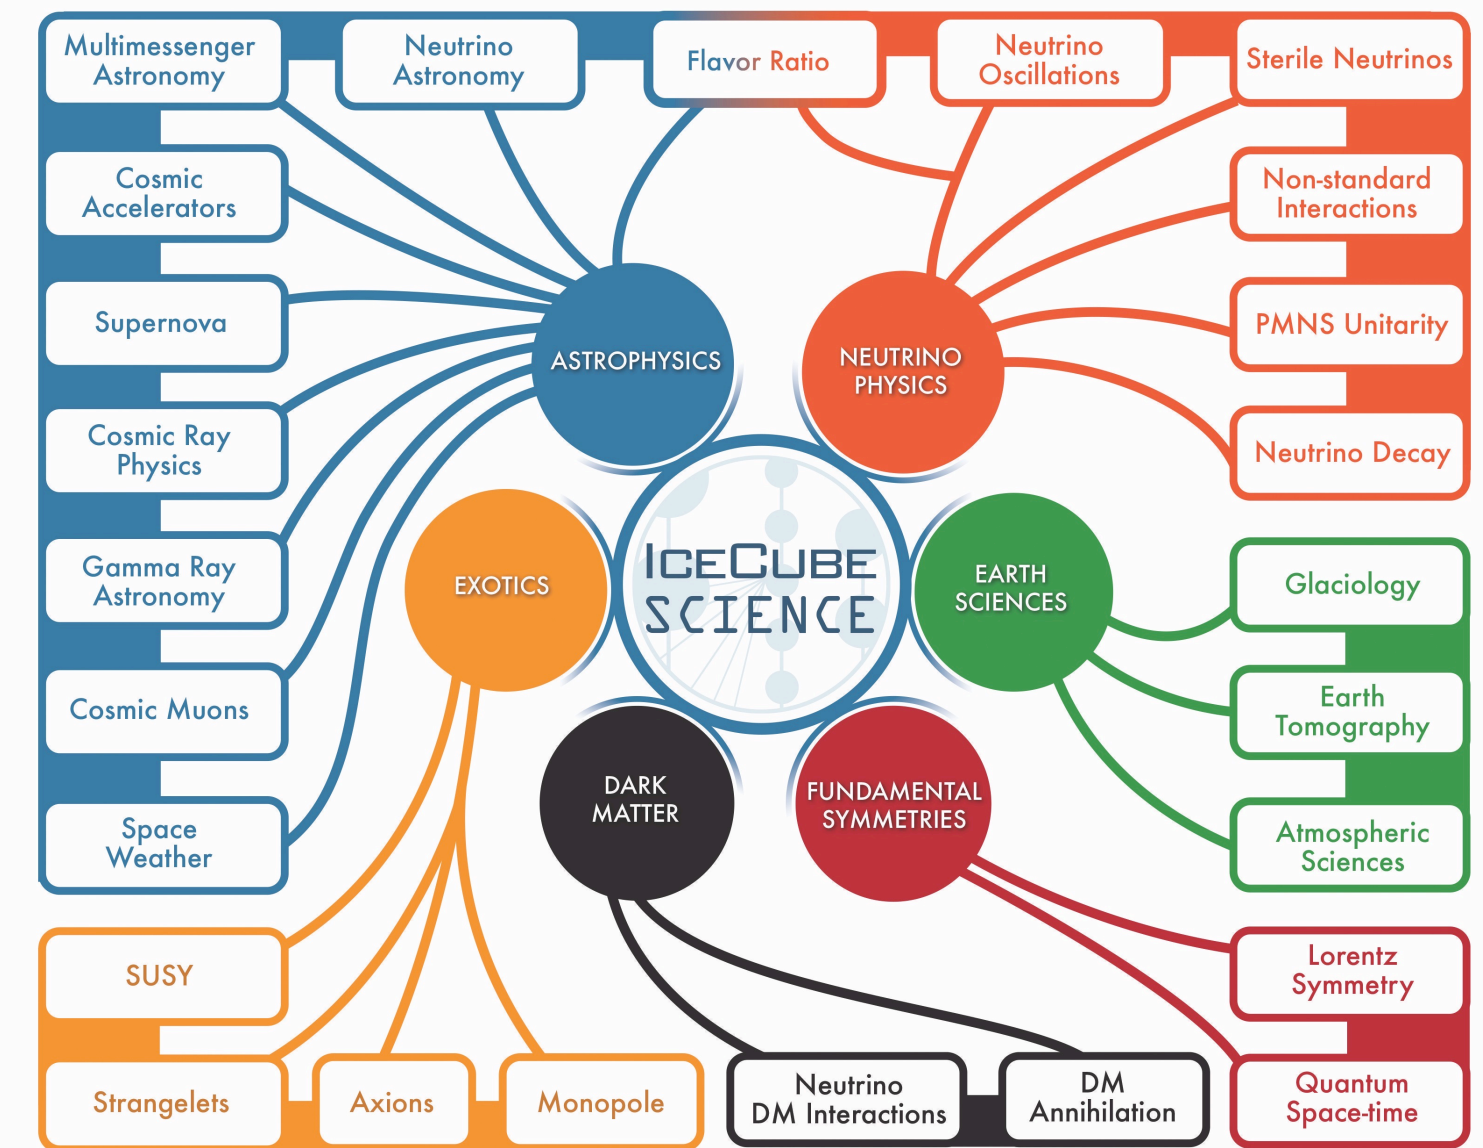 Multimessenger
Astronomy
Neutrino
Astronomy
Flavor Ratio
Neutrino
Oscillations
Sterile Neutrinos
Cosmic
Accelerators
Non-standard
Interactions
Supernova
PMNS Unitarity
ASTROPHYSICS
NEUTRINO
PHYSICS
Cosmic Ray
Physics
Neutrino Decay
Gamma Ray
Astronomy
EXOTICS
ICECUBE
SCIENCE
EARTH
SCIENCES
Glaciology
Cosmic Muons
Earth
Tomography
DARK
MATTER
FUNDAMENTAL
SYMMETRIES
Space
Weather
Atmospheric
Sciences
SUSY
Lorentz
Symmetry
Strangelets
Axions
Monopole
Neutrino
DM Interactions
DM
Annihilation
Quantum
Space-time